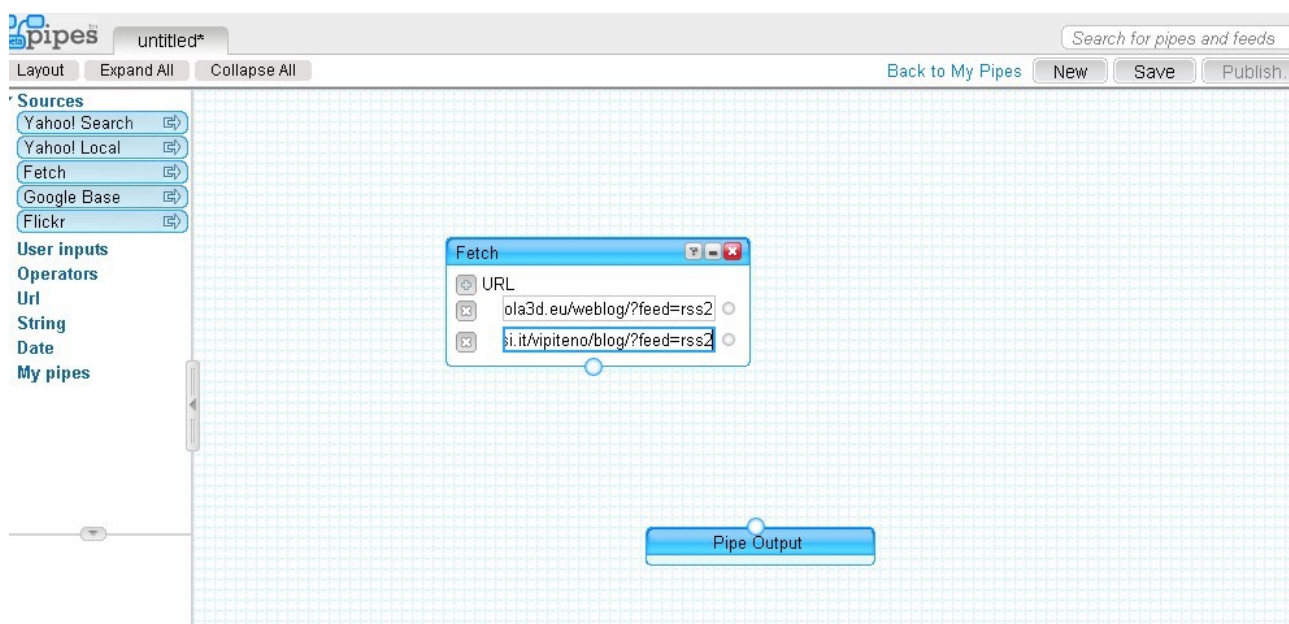 pipes
untitled*
Search for pipes and feeds
Layout Expand All Collapse All Back to My Pipes New Save Publish.
Sources
Yahoo! Search
Yahoo! Local
Fetch
Google Base
Flickr
User inputs
Operators
Url
String
Date
My pipes
Fetch
URL
ola3d.eu/weblog/?feed=rss2
si.it/vipiteno/blog/?feed=rss2
Pipe Output